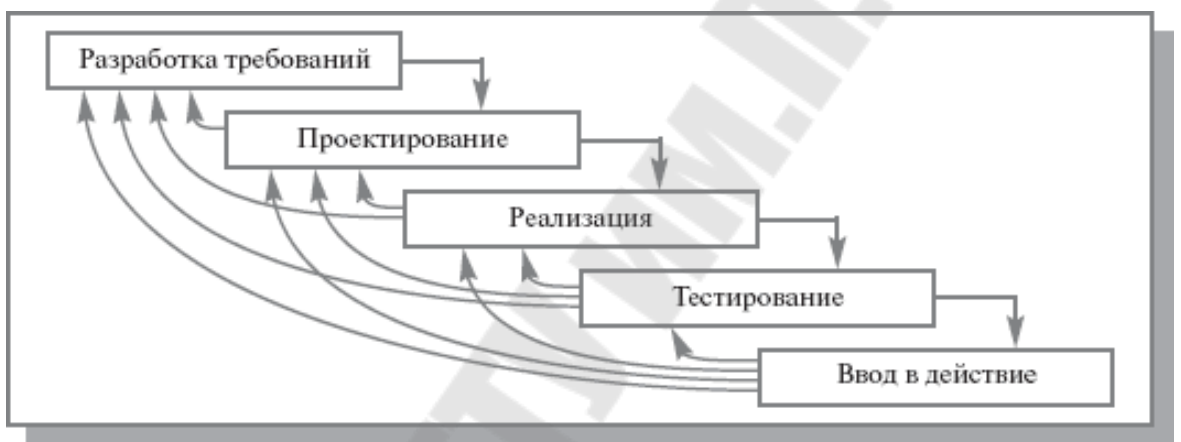 Разработка требований
Проектирование
Реализация
Тестирование
Ввод в действие